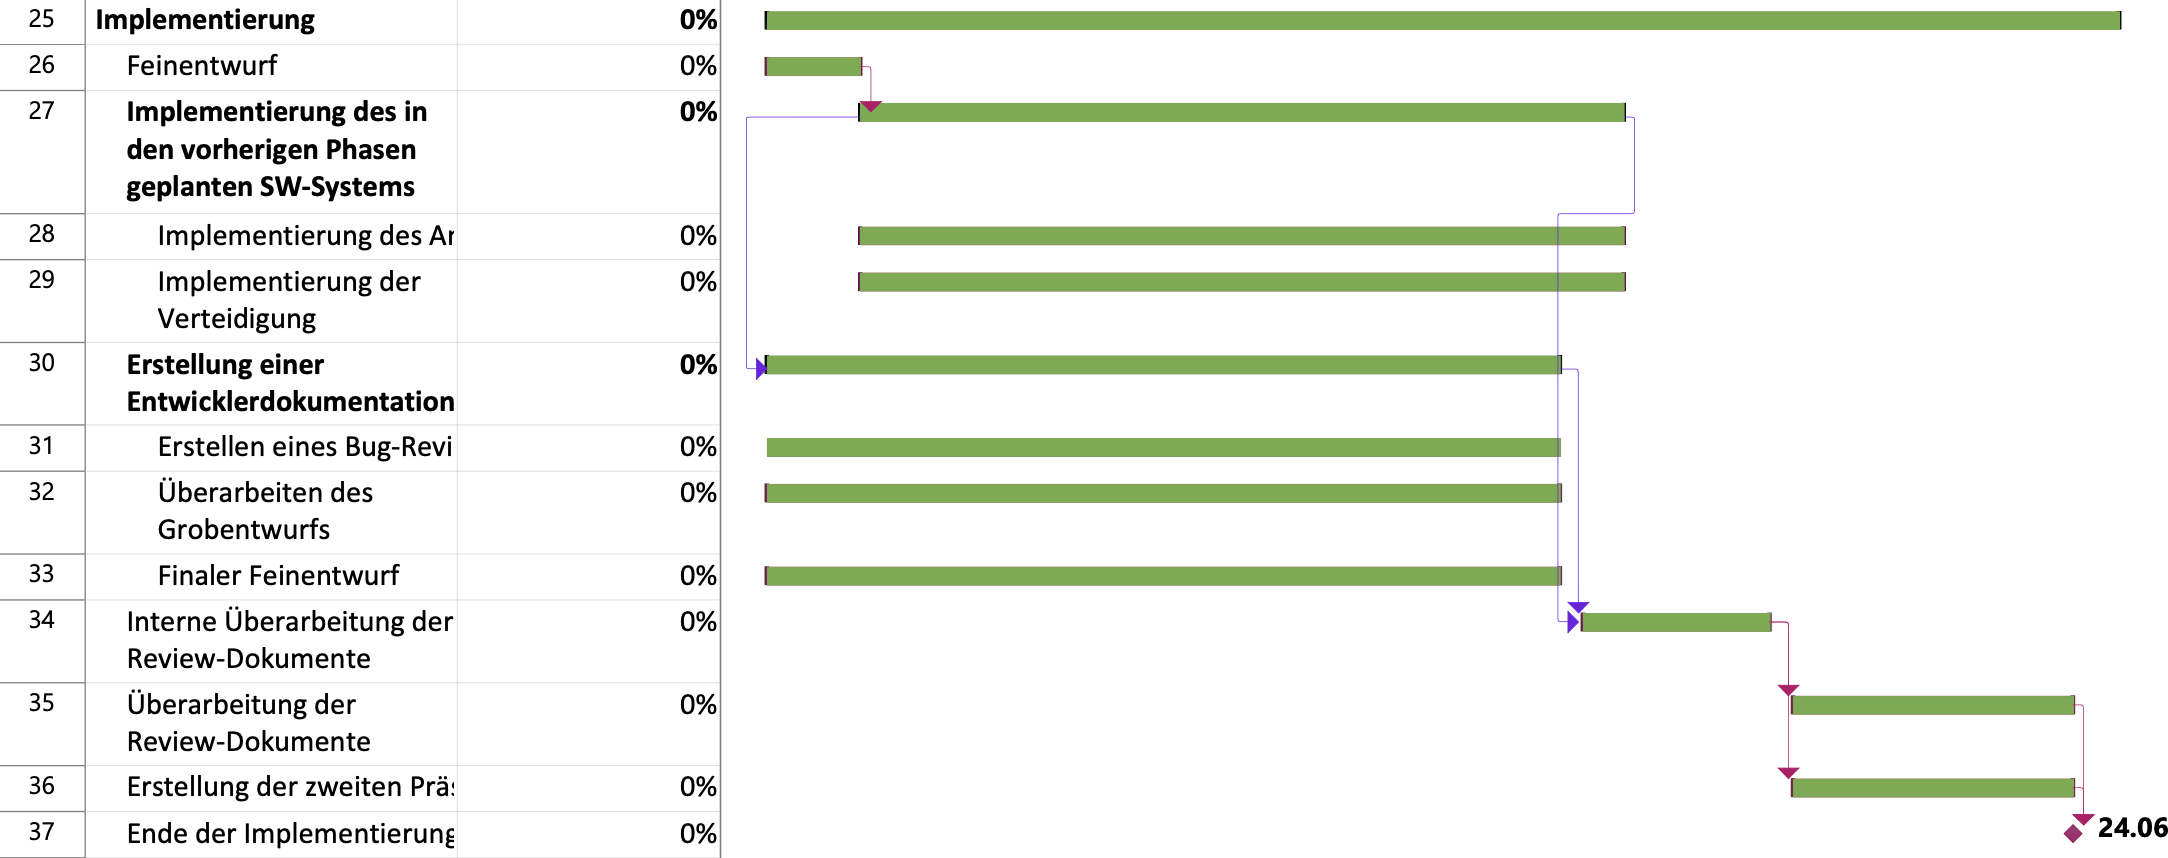 25 Implementierung 0%
26 Feinentwurf 0%
27 Implementierung des in 0%
den vorherigen Phasen
geplanten SW-Systems
28 Implementierung des 0%
29 Implementierung der 0%
Verteidigung
30 Erstellung einer 0%
Entwicklerdokumentation
31 Erstellen eines Bug-Revi 0%
32 Überarbeiten des 0%
Grobentwurfs
33 Finaler Feinentwurf 0%
34 Interne Überarbeitung der 0%
Review-Dokumente
35 Überarbeitung der 0%
Review-Dokumente
36 Erstellung der zweiten 0%
37 Ende der Implementierung 0%
24.06